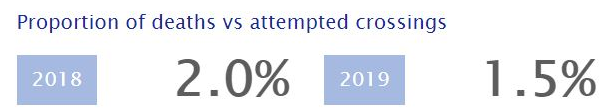 Proportion of deaths vs attempted crossings
2018 2.0% 2019 1.5%